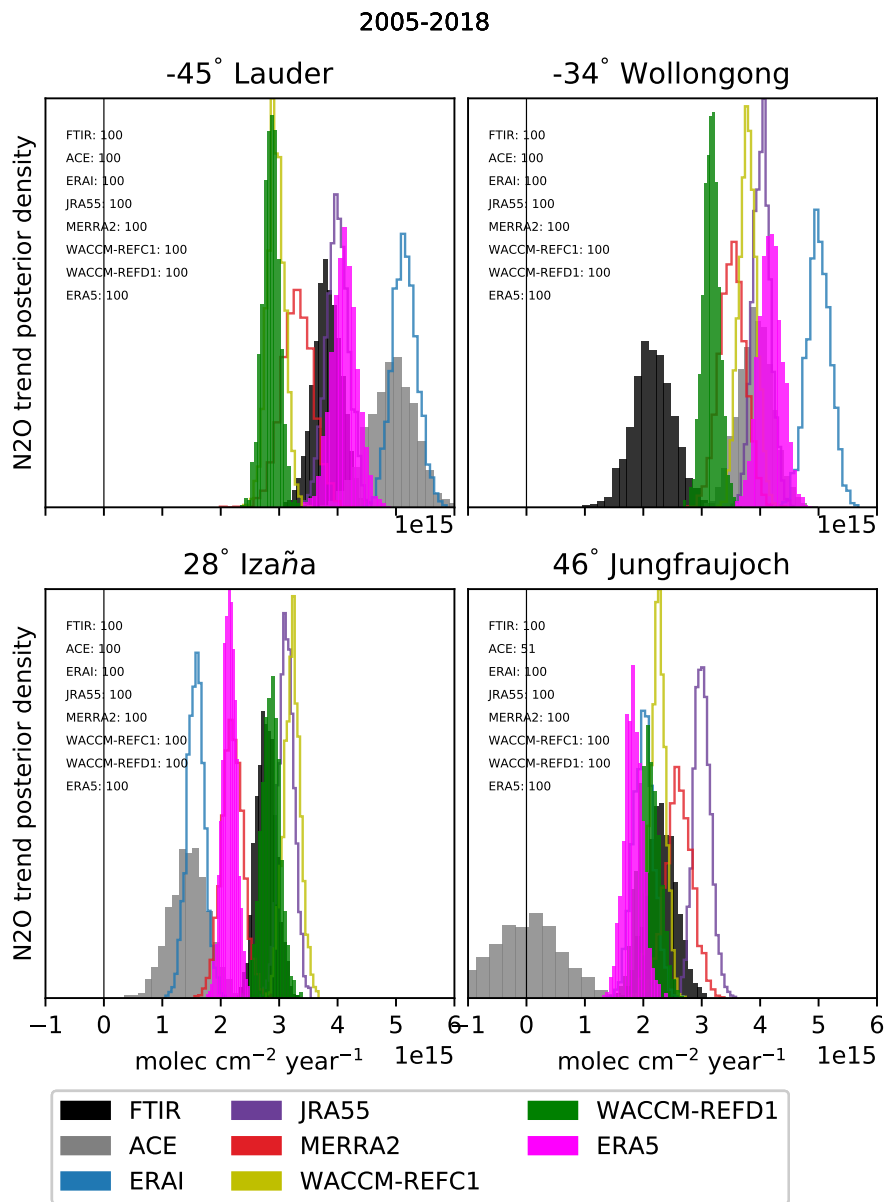 2005-2018
-45° Lauder
-34° Wollongong
N2O trend posterior density
FTIR: 100
ACE: 100
ERAI: 100
JRA55: 100
MERRA2: 100
WACCM-REFC1: 100
WACCM-REFD1: 100
ERA5: 100
1e15
FTIR: 100
ACE: 100
ERAI: 100
JRA55: 100
MERRA2: 100
WACCM-REFC1: 100
WACCM-REFD1: 100
ERA5: 100
1e15
28° Izaña
46° Jungfraujoch
N2O trend posterior density
FTIR: 100
ACE: 100
ERAI: 100
JRA55: 100
MERRA2: 100
WACCM-REFC1: 100
WACCM-REFD1: 100
ERA5: 100
−1 0 1 2 3 4 5 6
molec cm⁻² year⁻¹ 1e15
FTIR: 100
ACE: 51
ERAI: 100
JRA55: 100
MERRA2: 100
WACCM-REFC1: 100
WACCM-REFD1: 100
ERA5: 100
−1 0 1 2 3 4 5 6
molec cm⁻² year⁻¹ 1e15
FTIR
ACE
ERAI
JRA55
MERRA2
WACCM-REFC1
WACCM-REFD1
ERA5